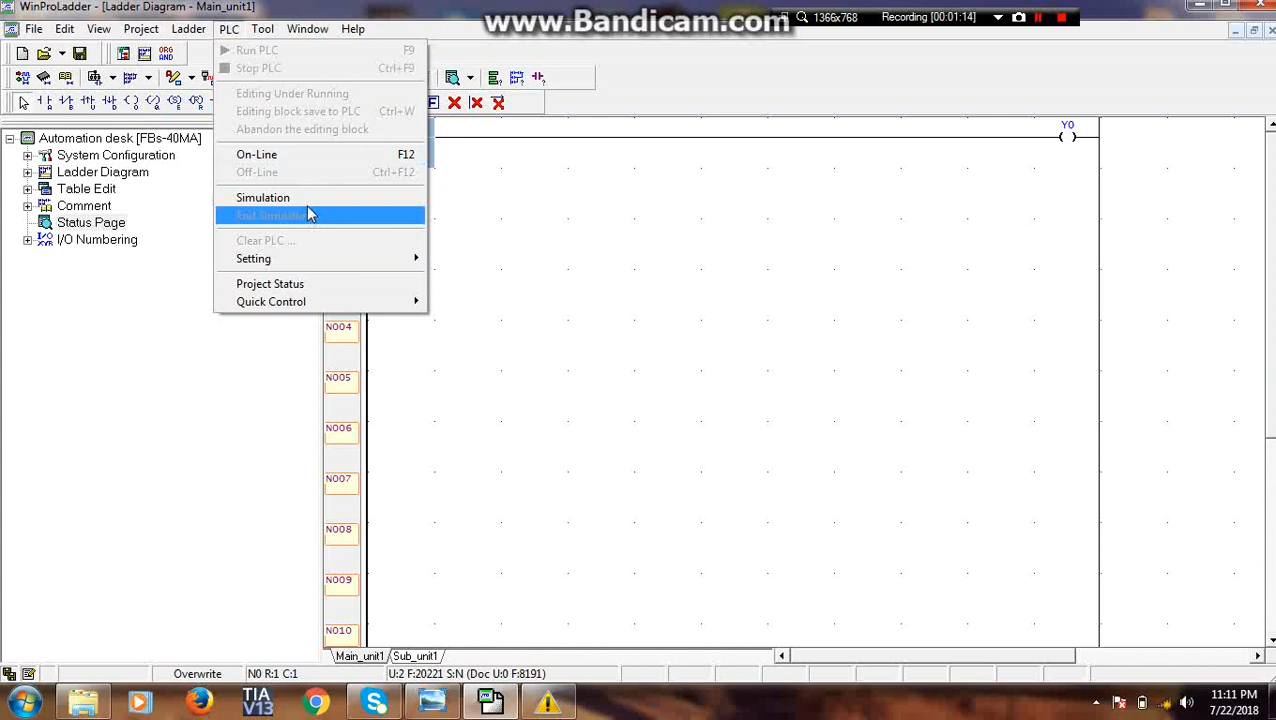 WinProLadder - [Ladder Diagram - Main_unit1]
www.Bandicam.com
1366x768
Recording [00:01:14]
File Edit View Project Ladder PLC Tool Window Help
Run PLC F9
Stop PLC Ctrl+F9
Editing Under Running
Editing block save to PLC Ctrl+W
Abandon the editing block
On-Line F12
Off-Line Ctrl+F12
Simulation
End Simulation
Clear PLC ...
Setting
Project Status
Quick Control
Automation desk [FBs-40MA]
System Configuration
Ladder Diagram
Table Edit
Comment
Status Page
I/O Numbering
Y0
N004
N005
N006
N007
N008
N009
N010
Main_unit1 Sub_unit1
Overwrite N0 R:1 C:1 U:2 F:20221 S:N (Doc U:0 F:8191)
TIA
V13
11:11 PM
7/22/2018